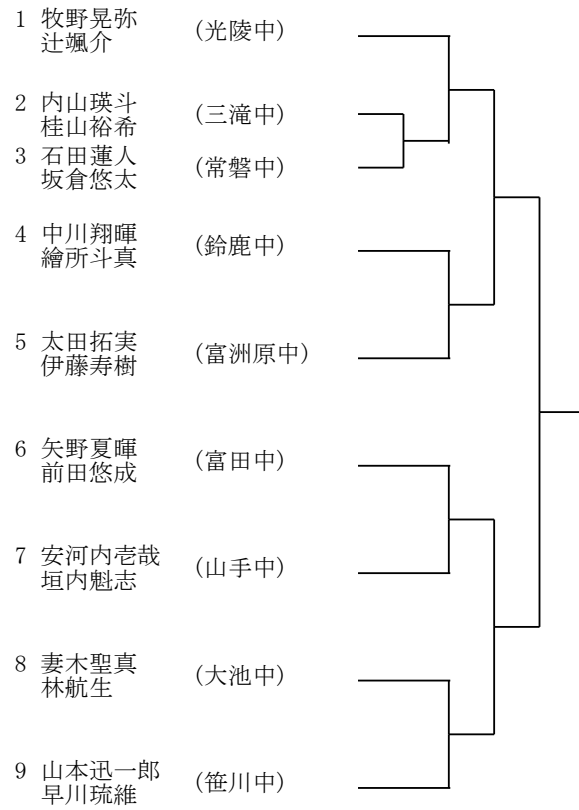 1 牧野晃弥
辻颯介 (光陵中)
2 内山瑛斗
桂山裕希 (三滝中)
3 石田蓮人
坂倉悠太 (常磐中)
4 中川翔暉
繪所斗真 (鈴鹿中)
5 太田拓実
伊藤寿樹 (富洲原中)
6 矢野夏暉
前田悠成 (富田中)
7 安河内壱哉
垣内魁志 (山手中)
8 妻木聖真
林航生 (大池中)
9 山本迅一郎
早川琉維 (笹川中)